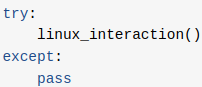 try:
    linux_interaction()
except:
    pass